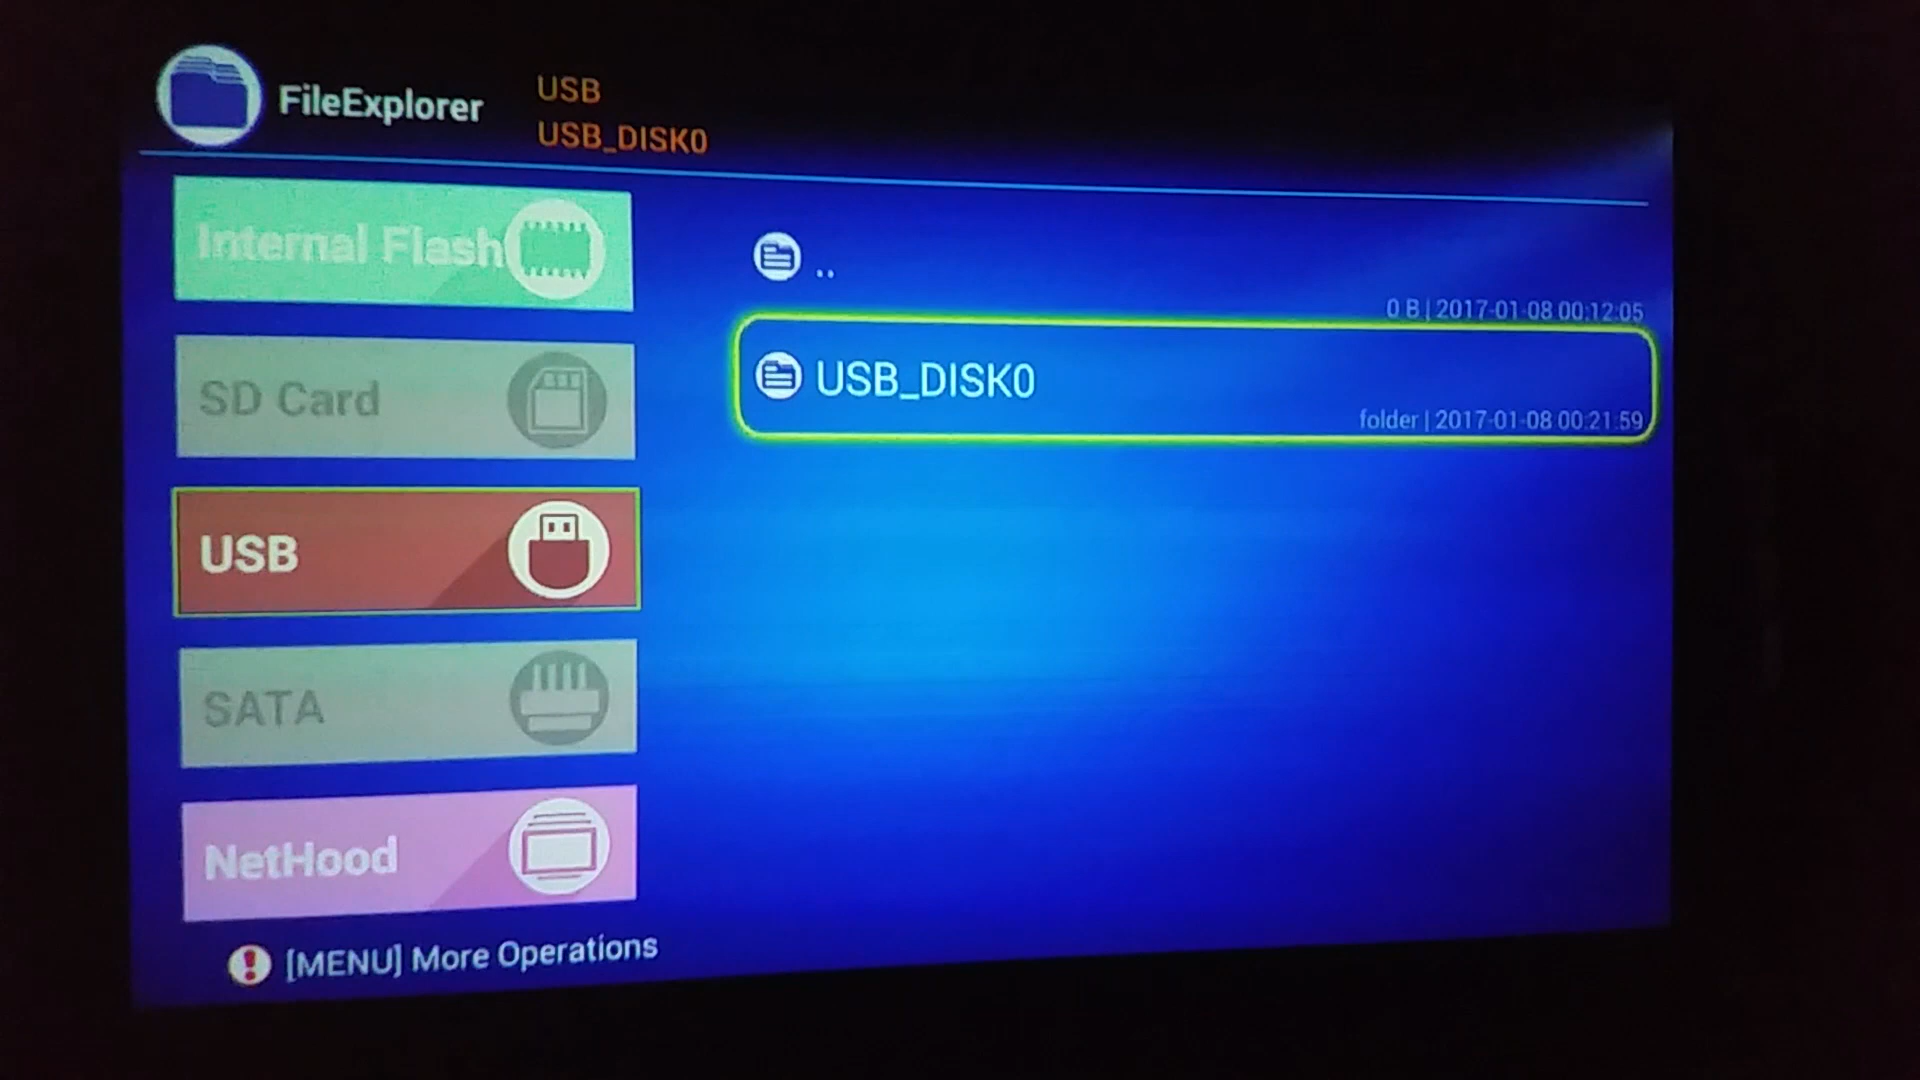 FileExplorer
USB
USB_DISK0
Internal Flash
SD Card
USB
SATA
NetHood
..
0 B | 2017-01-08 00:12:05
USB_DISK0
folder | 2017-01-08 00:21:59
[MENU] More Operations